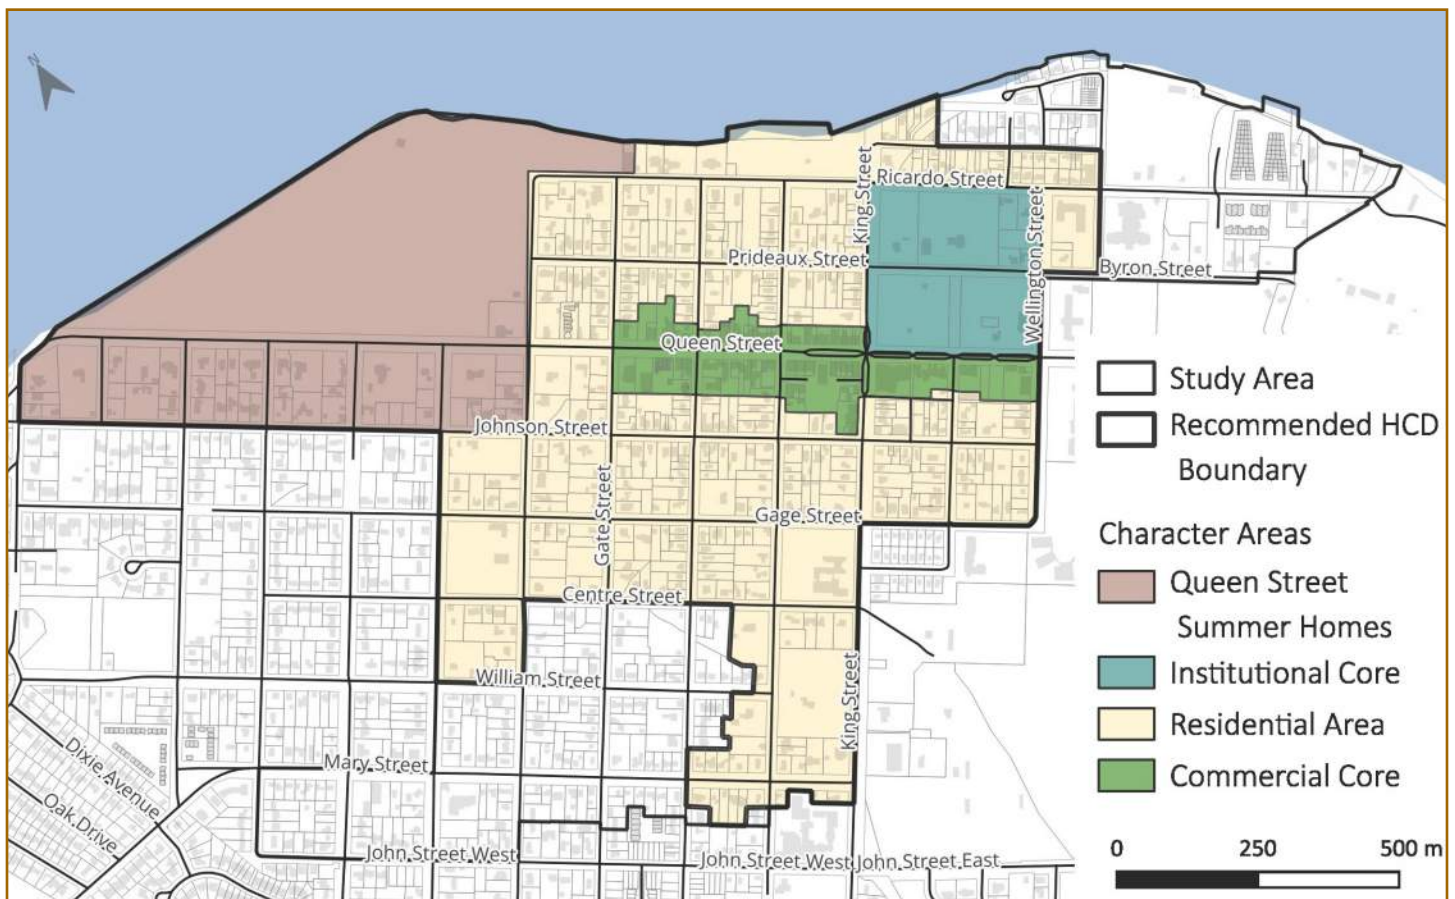 N
King Street
Ricardo Street
Wellington Street
Prideaux Street
Byron Street
Queen Street
Johnson Street
Gate Street
Gage Street
Centre Street
William Street
King Street
Mary Street
Dixie Avenue
Oak Drive
John Street West
John Street West
John Street East
Study Area
Recommended HCD
Boundary
Character Areas
Queen Street
Summer Homes
Institutional Core
Residential Area
Commercial Core
0 250 500 m